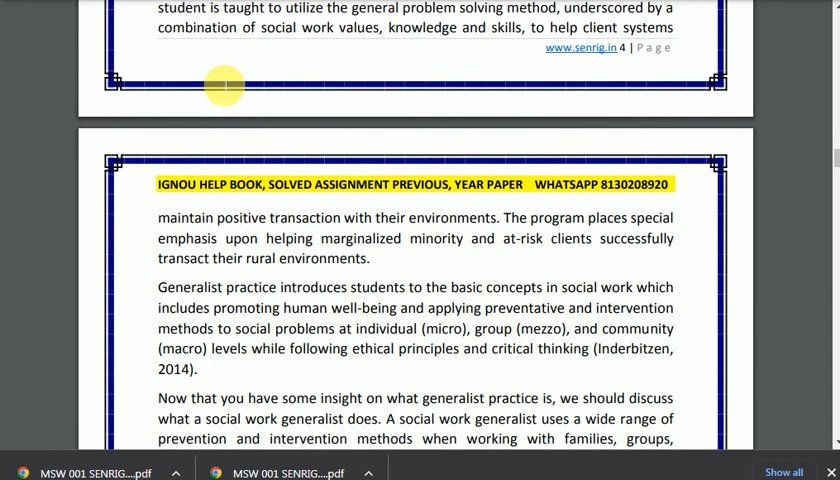 student is taught to utilize the general problem solving method, underscored by a
combination of social work values, knowledge and skills, to help client systems
www.senrig.in 4 | P a g e
IGNOU HELP BOOK, SOLVED ASSIGNMENT PREVIOUS, YEAR PAPER WHATSAPP 8130208920
maintain positive transaction with their environments. The program places special
emphasis upon helping marginalized minority and at-risk clients successfully
transact their rural environments.
Generalist practice introduces students to the basic concepts in social work which
includes promoting human well-being and applying preventative and intervention
methods to social problems at individual (micro), group (mezzo), and community
(macro) levels while following ethical principles and critical thinking (Inderbitzen,
2014).
Now that you have some insight on what generalist practice is, we should discuss
what a social work generalist does. A social work generalist uses a wide range of
prevention and intervention methods when working with families, groups,
MSW 001 SENRIG....pdf
MSW 001 SENRIG....pdf
Show all